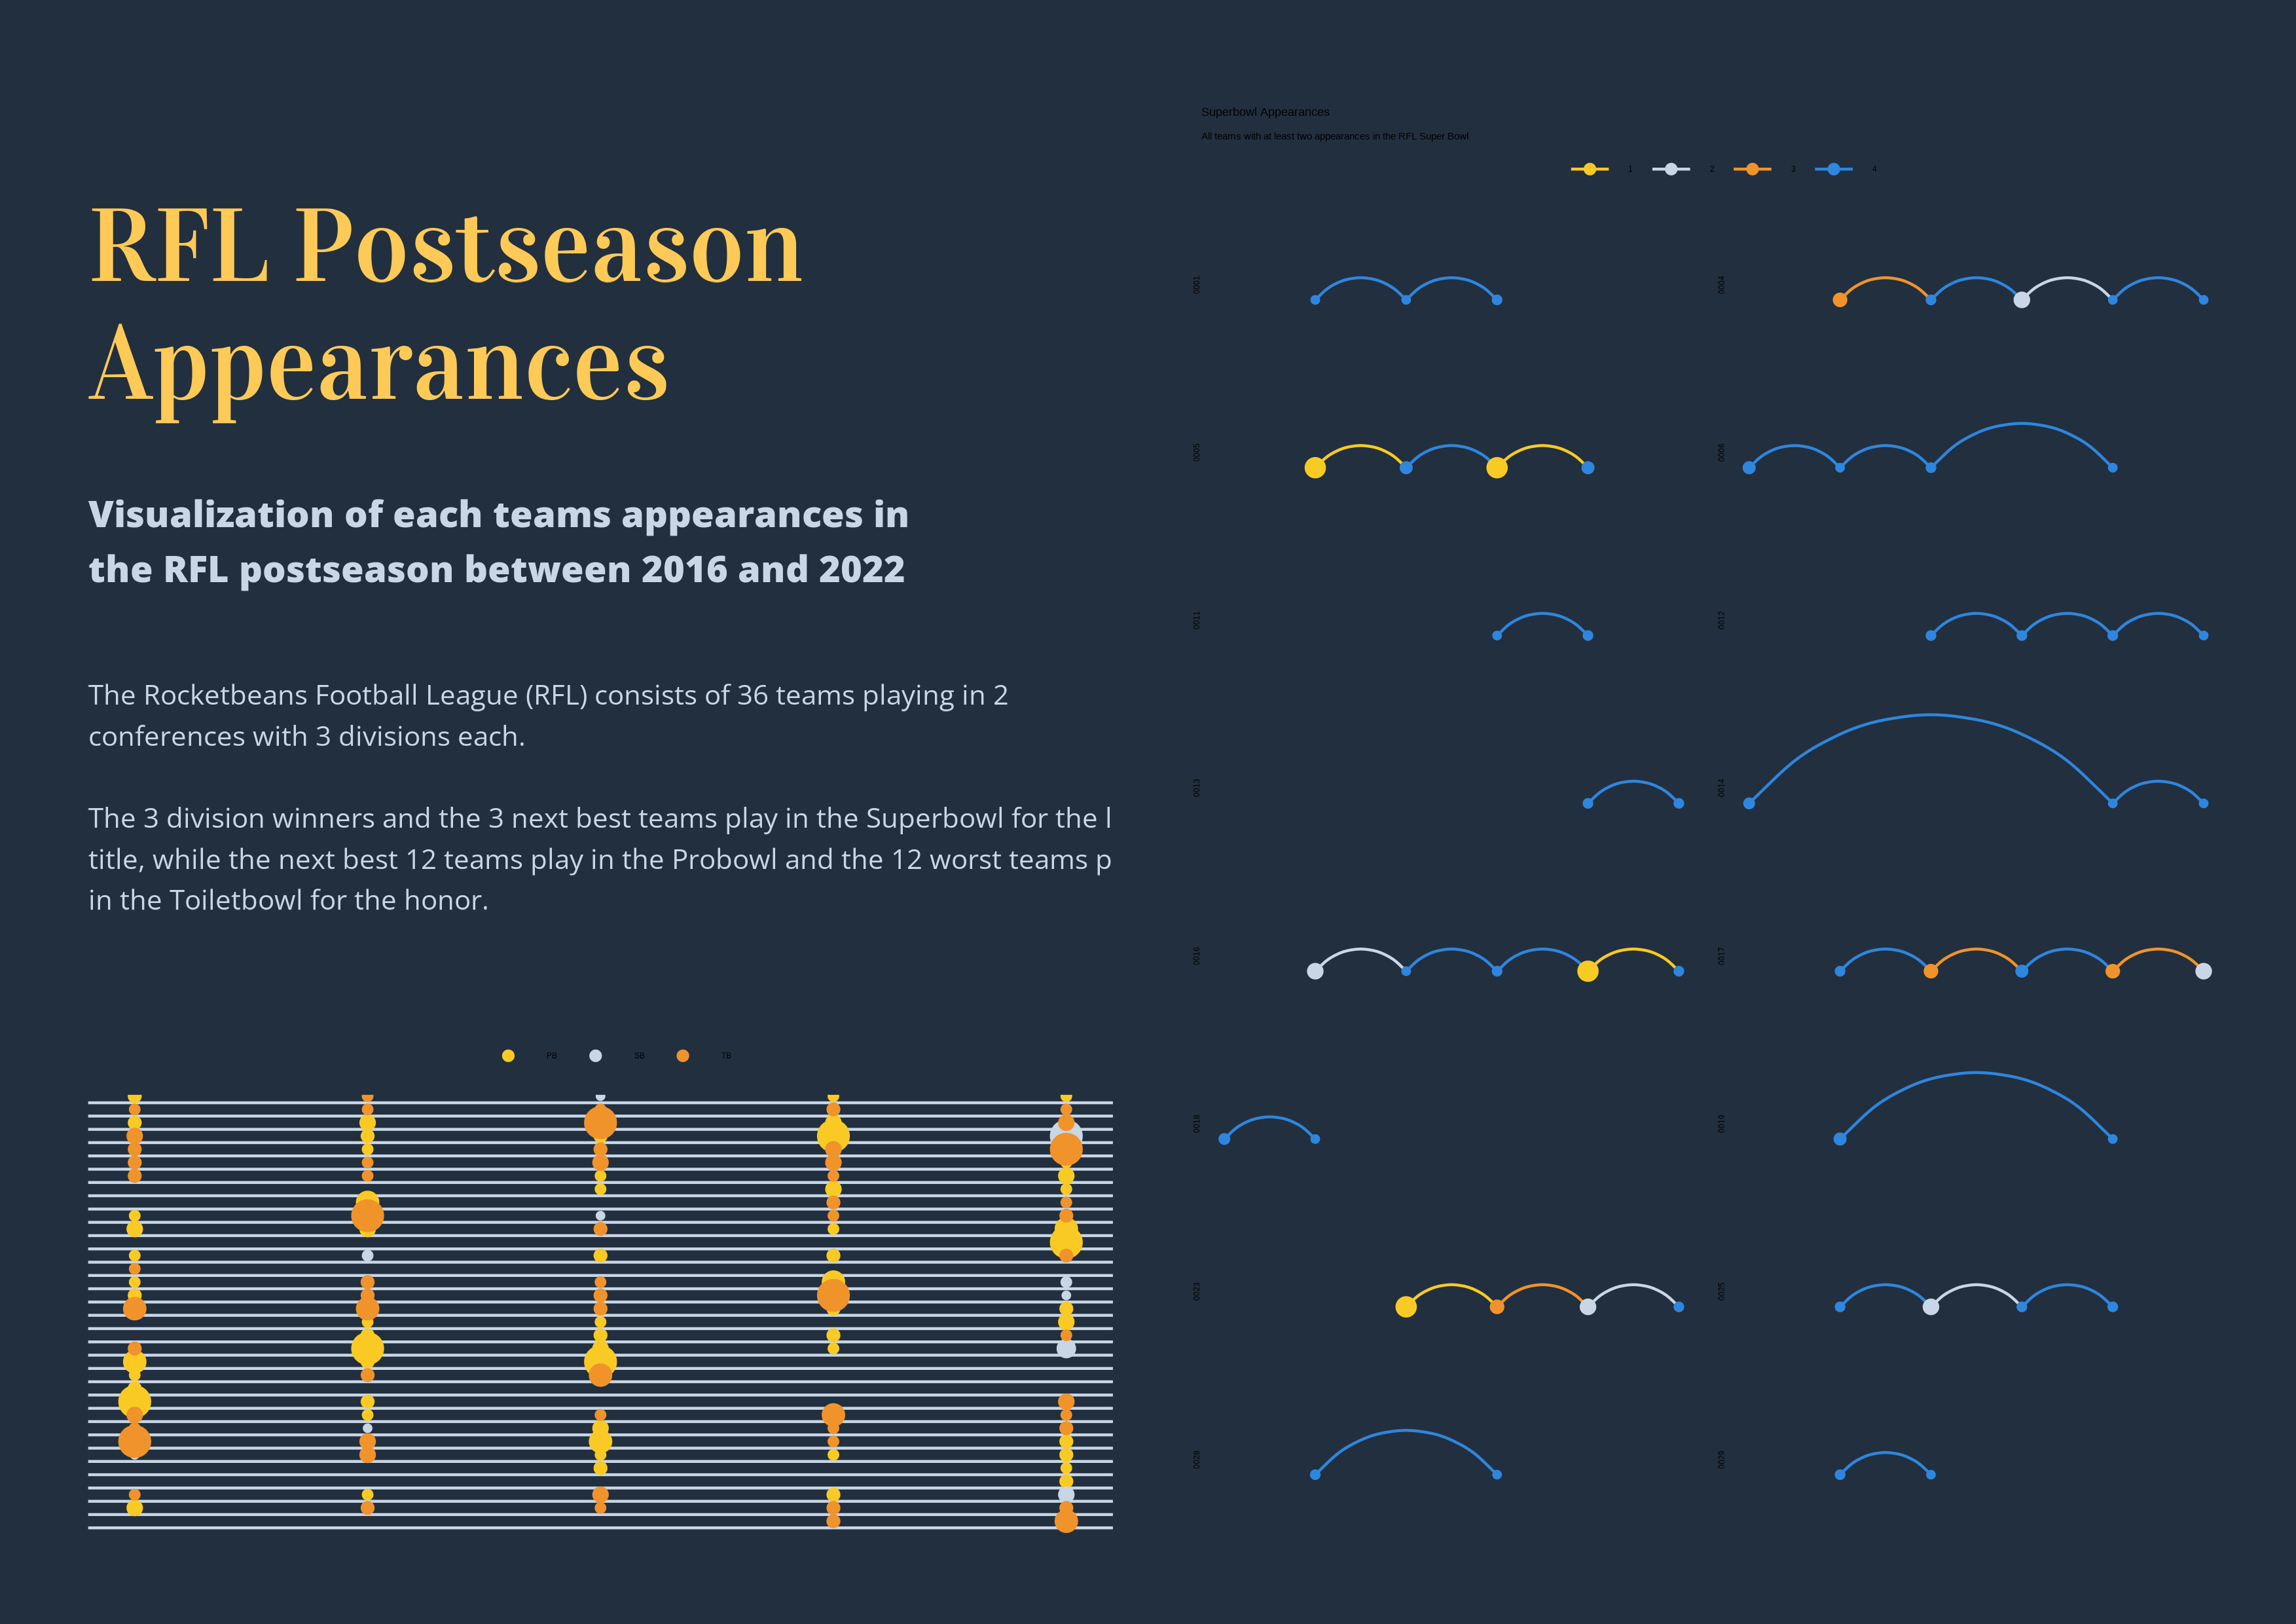 RFL Postseason
Appearances
Visualization of each teams appearances in
the RFL postseason between 2016 and 2022
The Rocketbeans Football League (RFL) consists of 36 teams playing in 2
conferences with 3 divisions each.
The 3 division winners and the 3 next best teams play in the Superbowl for the l
title, while the next best 12 teams play in the Probowl and the 12 worst teams p
in the Toiletbowl for the honor.
PB SB TB
Superbowl Appearances
All teams with at least two appearances in the RFL Super Bowl
1 2 3 4
0001 0004
0005 0006
0011 0012
0013 0014
0016 0017
0018 0019
0023 0025
0028 0029